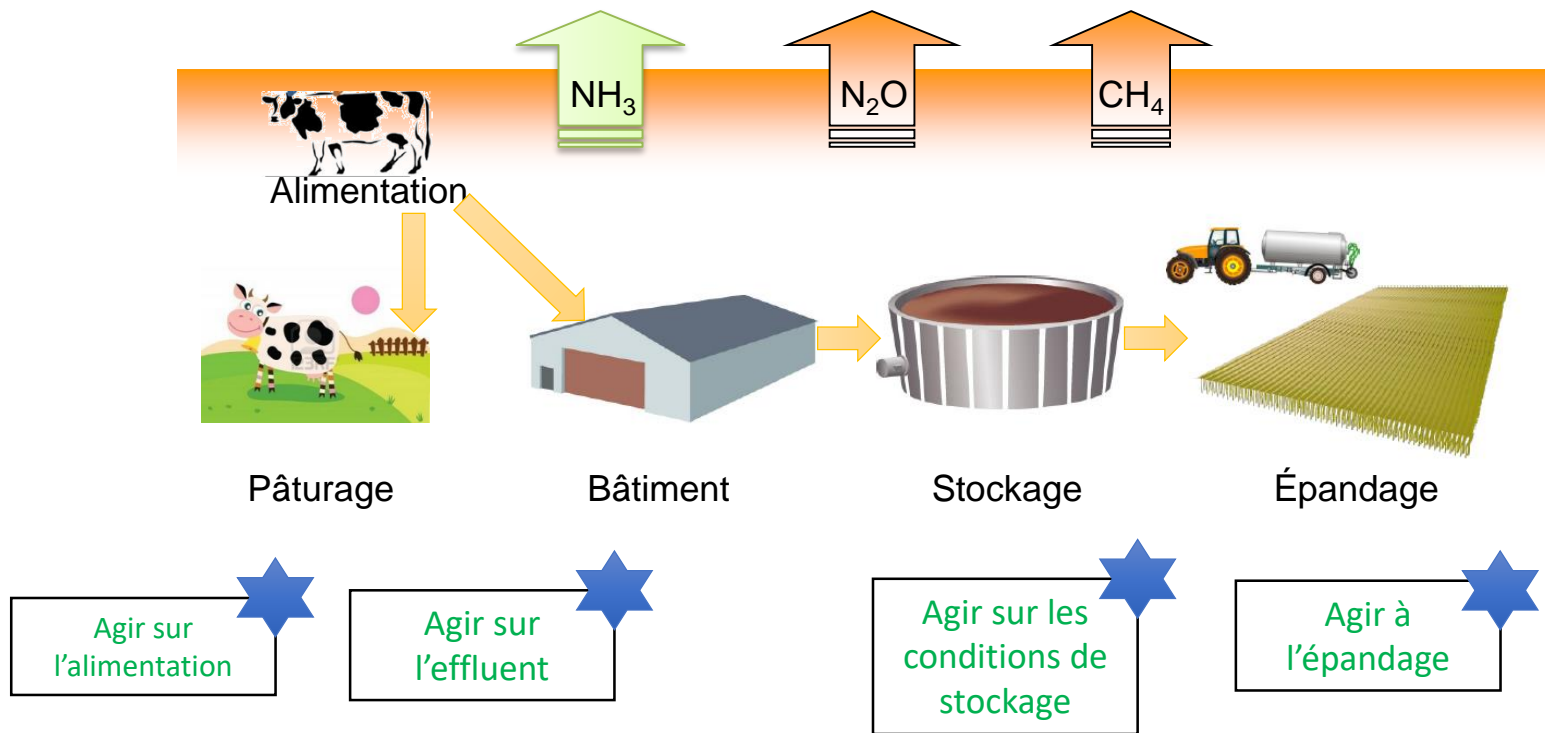 NH₃
N₂O
CH₄
Alimentation
Pâturage
Bâtiment
Stockage
Épandage
Agir sur
l’alimentation
Agir sur
l’effluent
Agir sur les
conditions de
stockage
Agir à
l’épandage